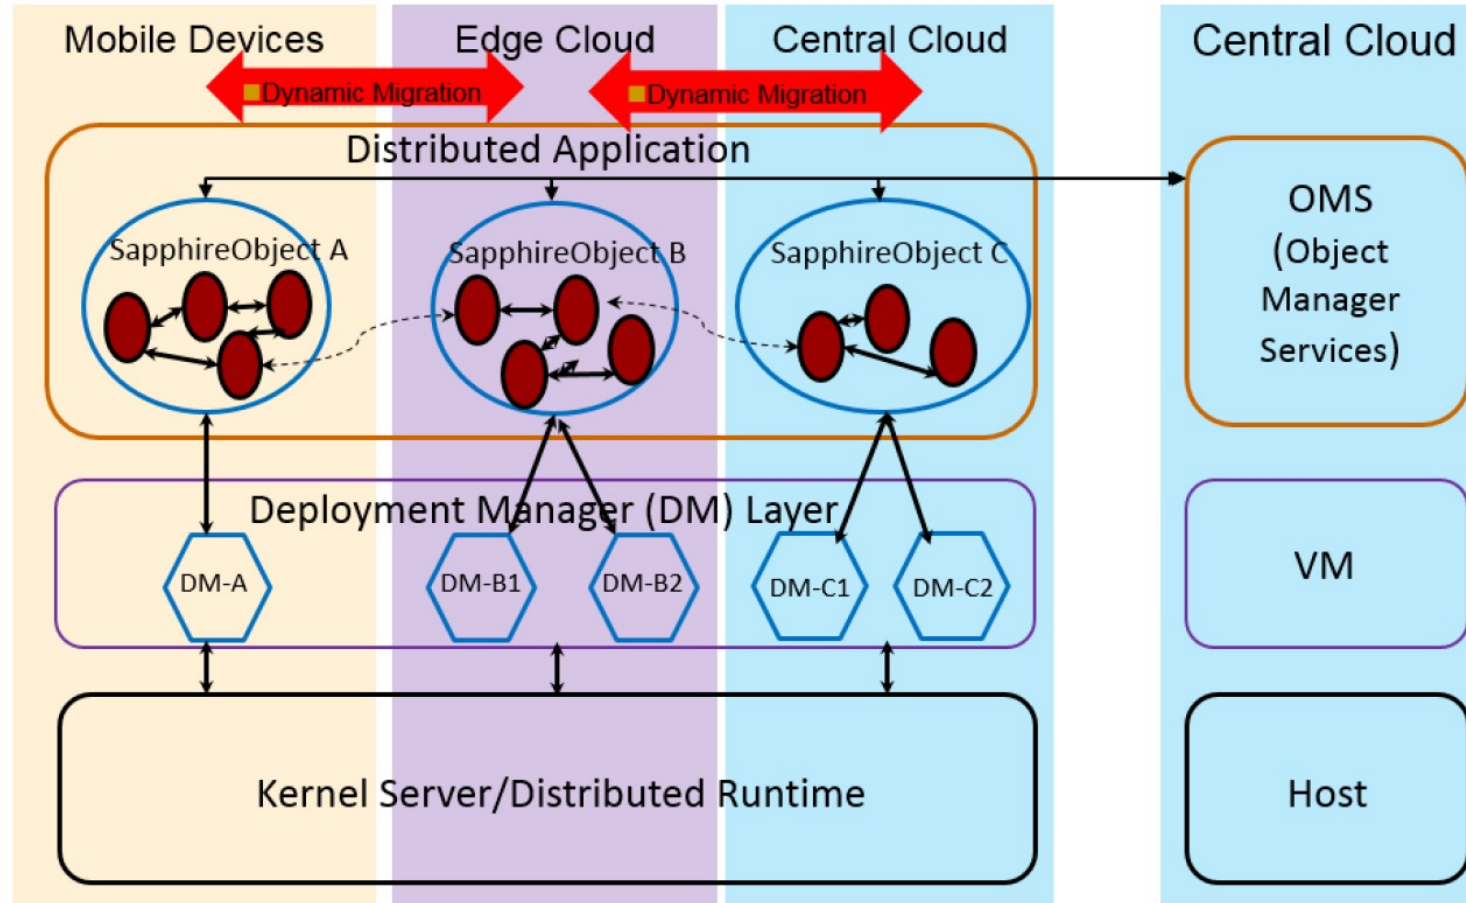 Mobile Devices
Edge Cloud
Central Cloud
Central Cloud
Dynamic Migration
Dynamic Migration
Distributed Application
SapphireObject A
SapphireObject B
SapphireObject C
OMS
(Object
Manager
Services)
Deployment Manager (DM) Layer
DM-A
DM-B1
DM-B2
DM-C1
DM-C2
VM
Kernel Server/Distributed Runtime
Host